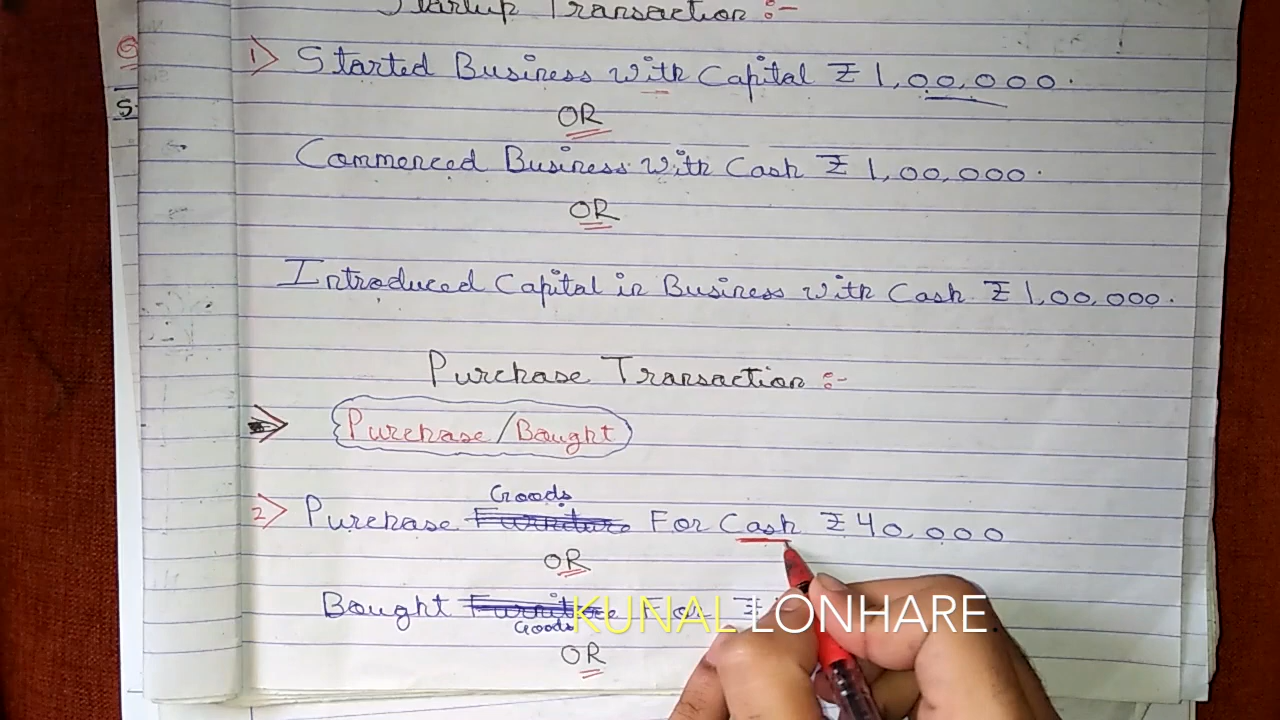 Startup Transaction :-
Q
S
1> Started Business with Capital ₹ 1,00,000.
OR
Commenced Business with Cash ₹ 1,00,000.
OR
Introduced Capital in Business with Cash ₹ 1,00,000.
Purchase Transaction :-
Purchase/Bought
Goods
2> Purchase Furniture For Cash ₹ 40,000
OR
Bought Furniture For ₹
Goods
KUNAL LONHARE.
OR